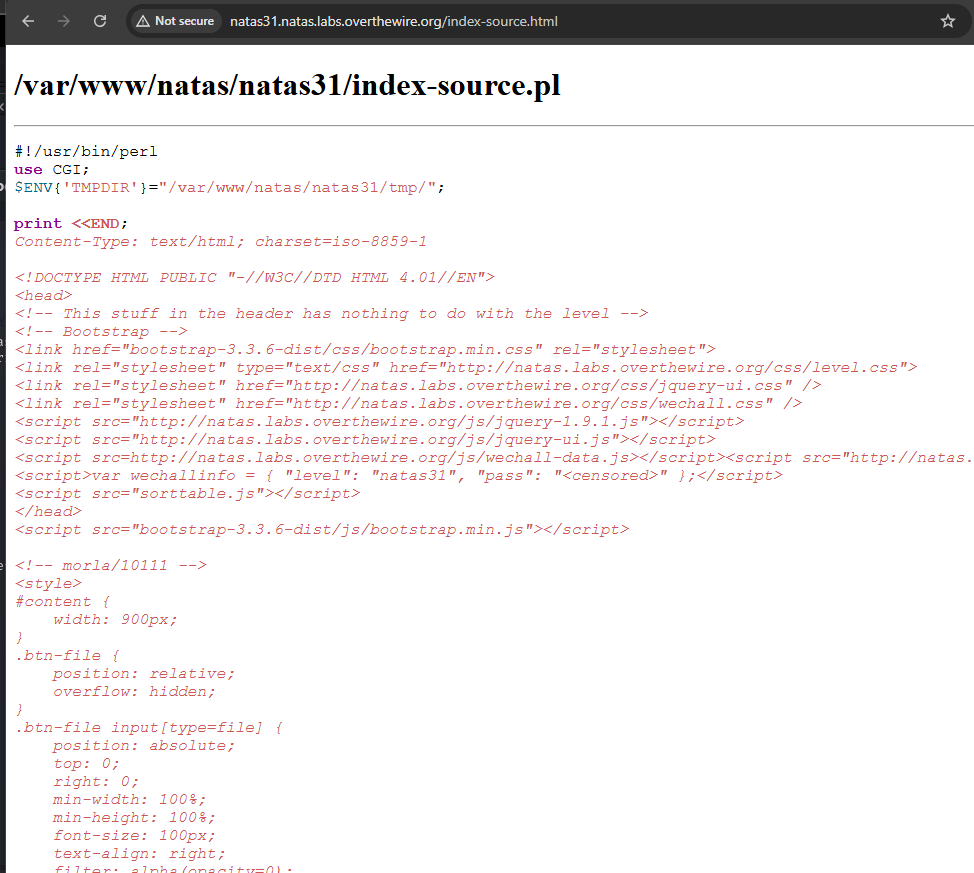 Not secure natas31.natas.labs.overthewire.org/index-source.html
/var/www/natas/natas31/index-source.pl
#!/usr/bin/perl
use CGI;
$ENV{'TMPDIR'}="/var/www/natas/natas31/tmp/";
print <<END;
Content-Type: text/html; charset=iso-8859-1
<!DOCTYPE HTML PUBLIC "-//W3C//DTD HTML 4.01//EN">
<head>
<!-- This stuff in the header has nothing to do with the level -->
<!-- Bootstrap -->
<link href="bootstrap-3.3.6-dist/css/bootstrap.min.css" rel="stylesheet">
<link rel="stylesheet" type="text/css" href="http://natas.labs.overthewire.org/css/level.css">
<link rel="stylesheet" href="http://natas.labs.overthewire.org/css/jquery-ui.css" />
<link rel="stylesheet" href="http://natas.labs.overthewire.org/css/wechall.css" />
<script src="http://natas.labs.overthewire.org/js/jquery-1.9.1.js"></script>
<script src="http://natas.labs.overthewire.org/js/jquery-ui.js"></script>
<script src=http://natas.labs.overthewire.org/js/wechall-data.js></script><script src="http://natas.
<script>var wechallinfo = { "level": "natas31", "pass": "<censored>" };</script>
<script src="sorttable.js"></script>
</head>
<script src="bootstrap-3.3.6-dist/js/bootstrap.min.js"></script>
<!-- morla/10111 -->
<style>
#content {
width: 900px;
}
.btn-file {
position: relative;
overflow: hidden;
}
.btn-file input[type=file] {
position: absolute;
top: 0;
right: 0;
min-width: 100%;
min-height: 100%;
font-size: 100px;
text-align: right;
filter: alpha(opacity=0);